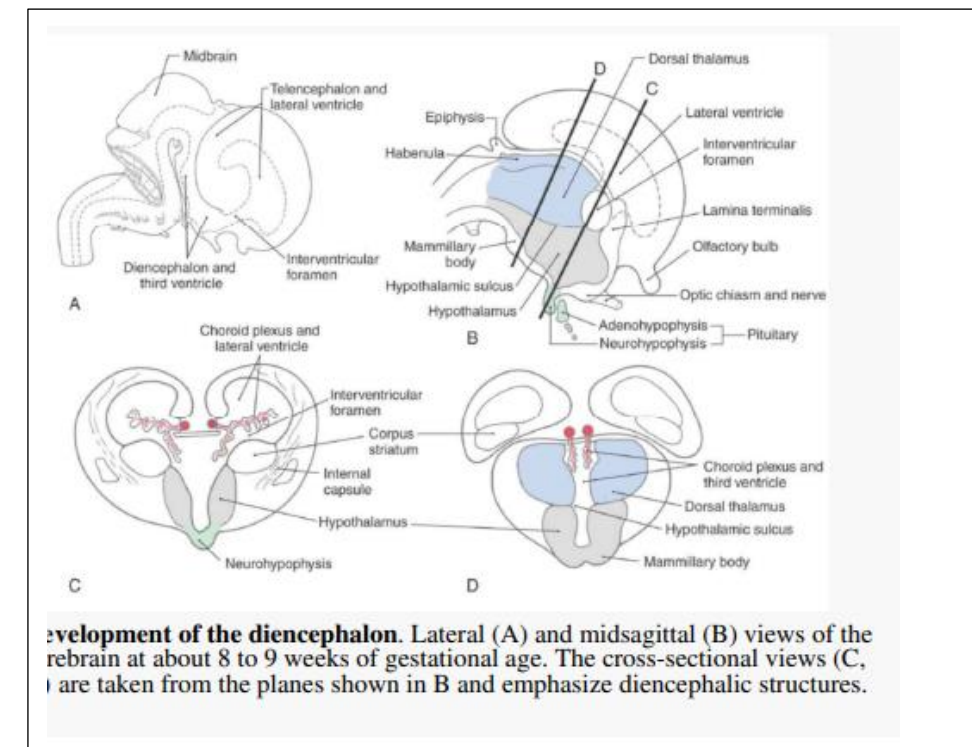 Midbrain
Telencephalon and
lateral ventricle
Diencephalon and
third ventricle
Interventricular
foramen
A
D
C
Dorsal thalamus
Epiphysis
Habenula
Lateral ventricle
Interventricular
foramen
Lamina terminalis
Olfactory bulb
Mammillary
body
Hypothalamic sulcus
Hypothalamus
Optic chiasm and nerve
Adenohypophysis
Neurohypophysis
Pituitary
B
Choroid plexus and
lateral ventricle
Interventricular
foramen
Corpus
striatum
Internal
capsule
Hypothalamus
Neurohypophysis
C
Choroid plexus and
third ventricle
Dorsal thalamus
Hypothalamic sulcus
Mammillary body
D
evelopment of the diencephalon. Lateral (A) and midsagittal (B) views of the
rebrain at about 8 to 9 weeks of gestational age. The cross-sectional views (C,
) are taken from the planes shown in B and emphasize diencephalic structures.